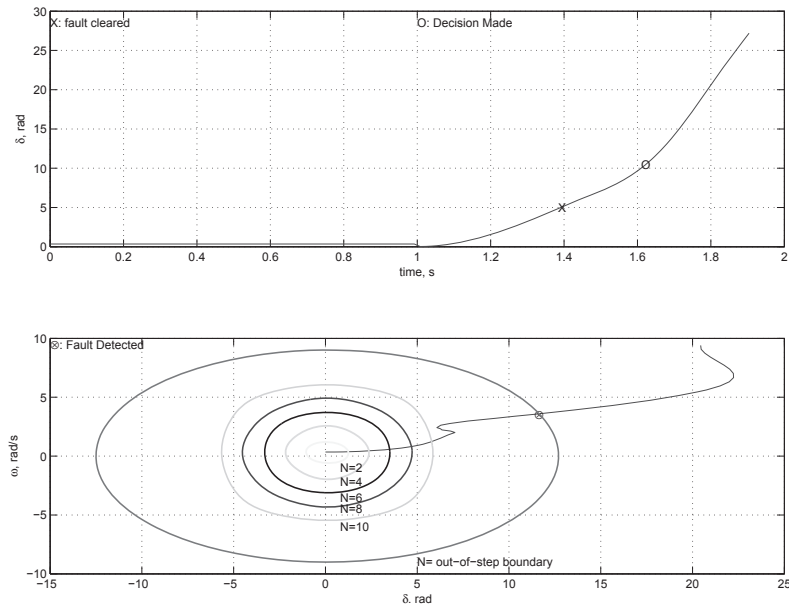 30
25
20
15
10
5
0
δ, rad
X: fault cleared
O: Decision Made
X
O
0 0.2 0.4 0.6 0.8 1 1.2 1.4 1.6 1.8 2
time, s
10
5
0
−5
−10
ω, rad/s
⊗: Fault Detected
N=2
N=4
N=6
N=8
N=10
N= out−of−step boundary
−15 −10 −5 0 5 10 15 20 25
δ, rad